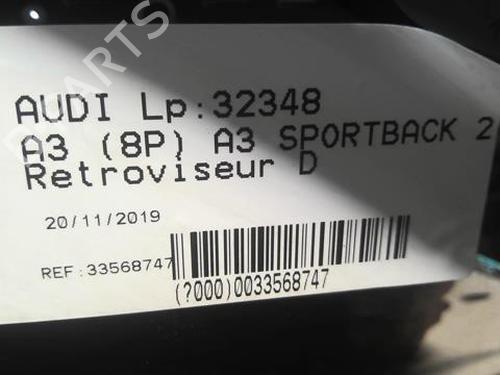 AUDI Lp:32348
A3 (8P) A3 SPORTBACK 2
Retroviseur D
20/11/2019
REF:33568747
(?000)0033568747